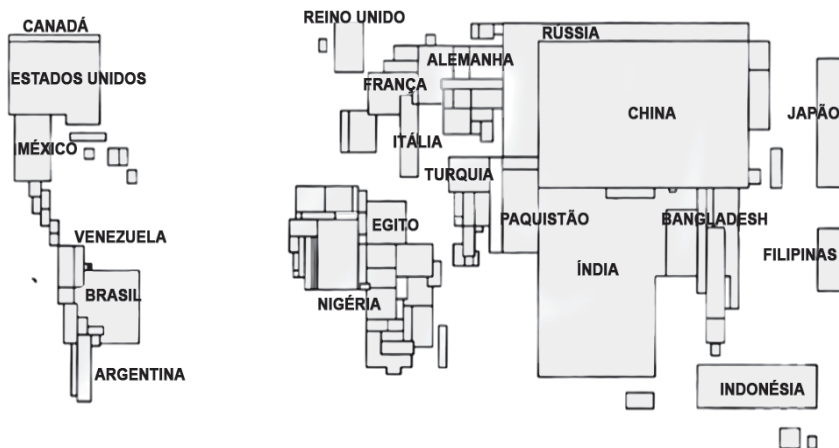 CANADÁ
ESTADOS UNIDOS
MÉXICO
VENEZUELA
BRASIL
ARGENTINA
REINO UNIDO
ALEMANHA
FRANÇA
ITÁLIA
TURQUIA
EGITO
NIGÉRIA
RÚSSIA
CHINA
JAPÃO
PAQUISTÃO
BANGLADESH
ÍNDIA
FILIPINAS
INDONÉSIA